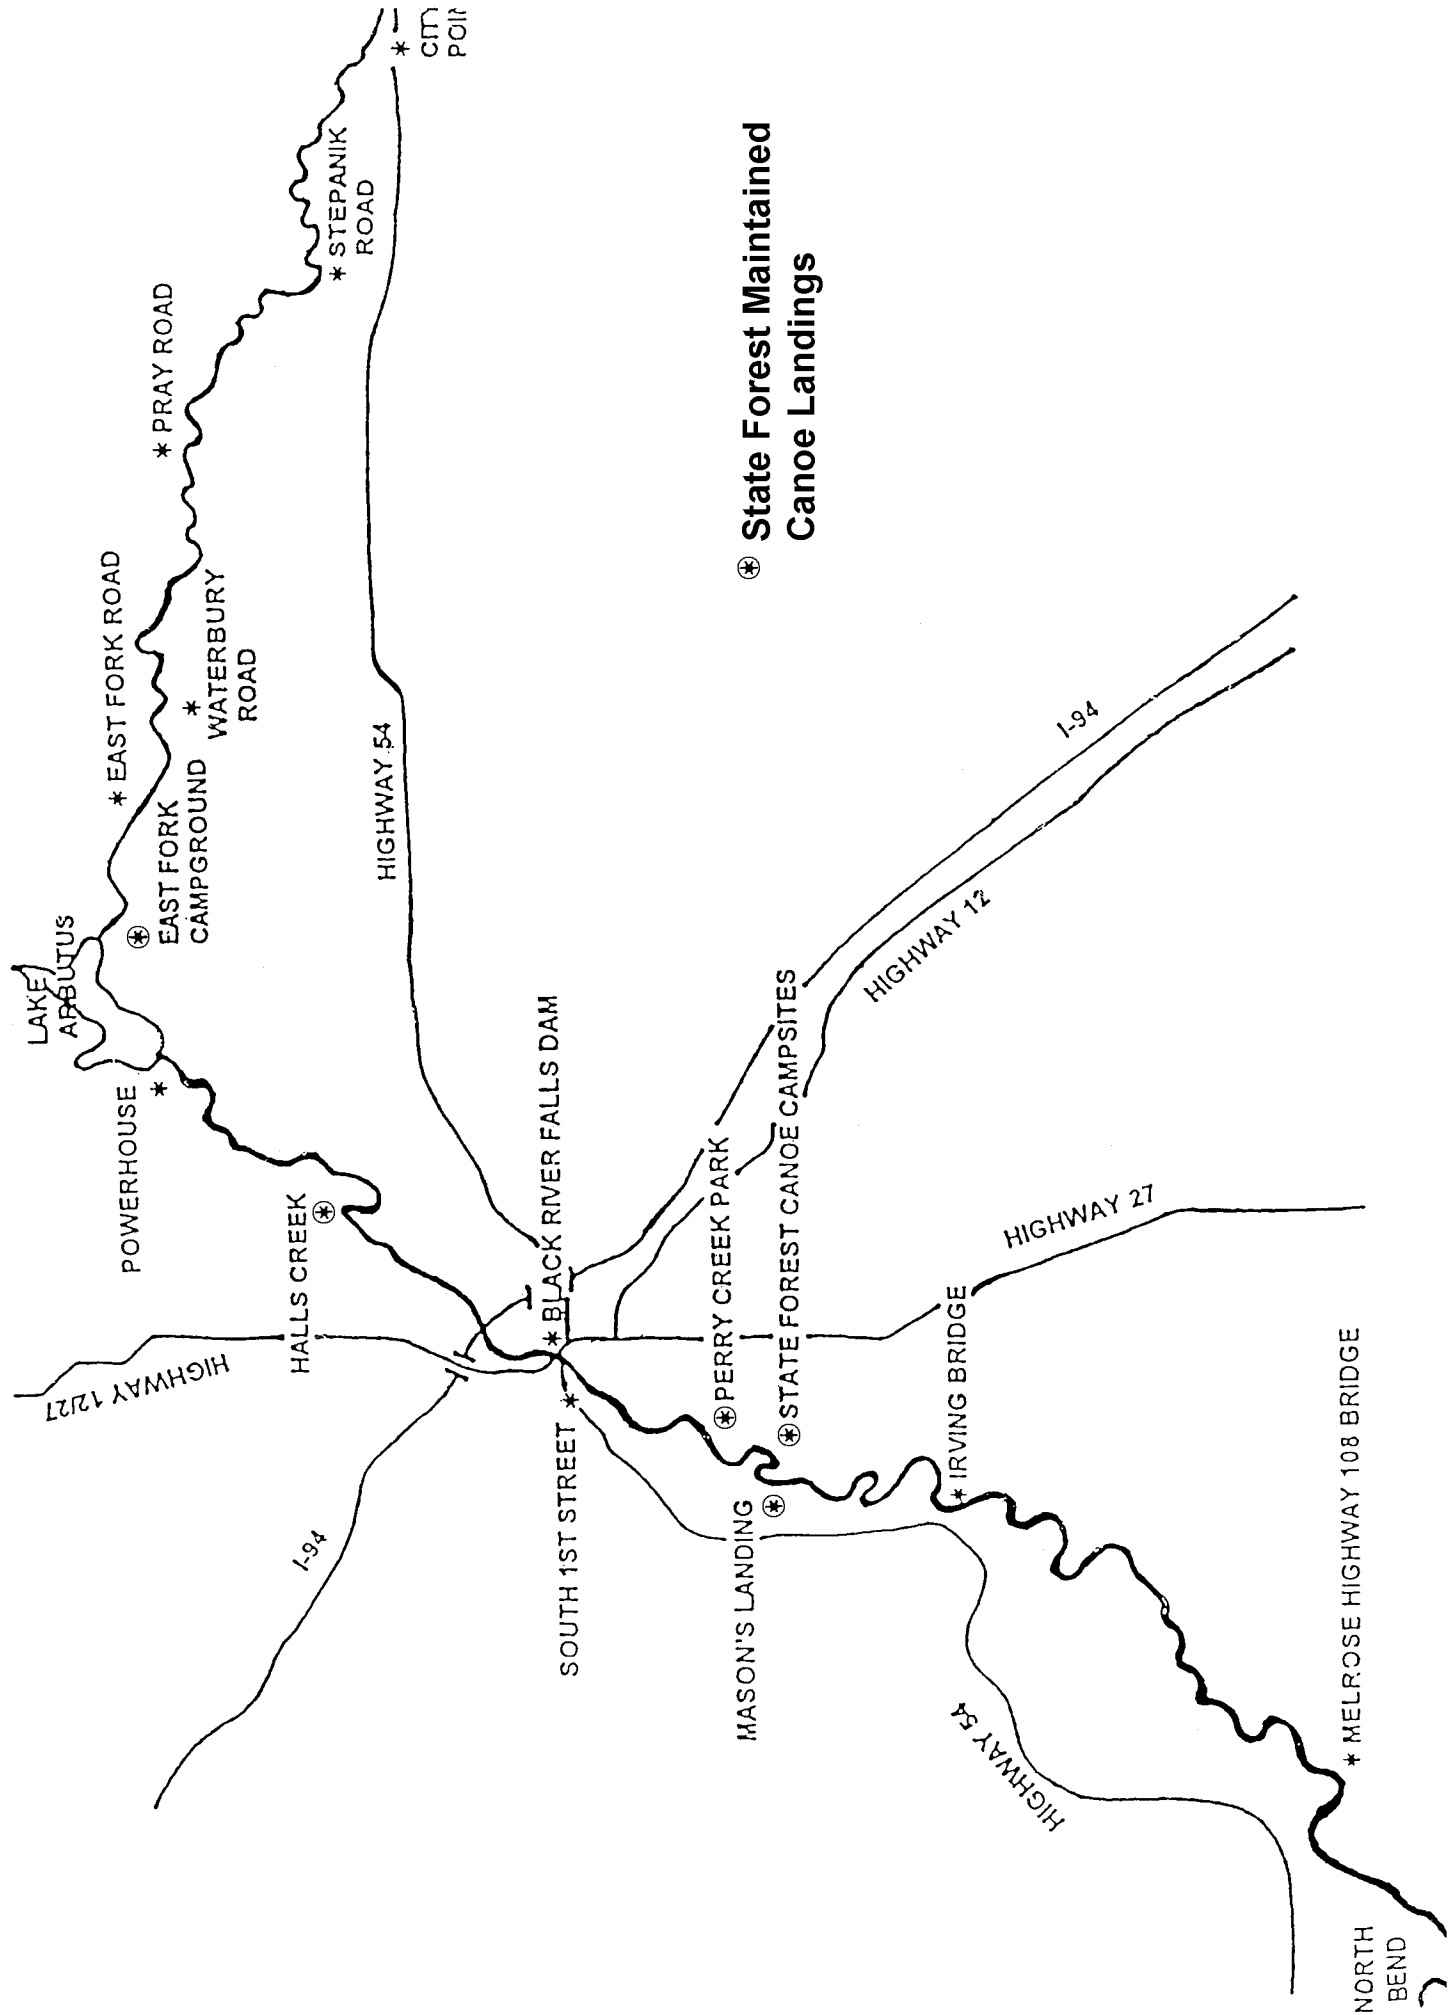 LAKE
ARBUTUS
POWERHOUSE
EAST FORK
CAMPGROUND
EAST FORK ROAD
WATERBURY
ROAD
PRAY ROAD
STEPANIK
ROAD
HIGHWAY 12/27
HALLS CREEK
HIGHWAY 54
I-94
BLACK RIVER FALLS DAM
SOUTH 1ST STREET
PERRY CREEK PARK
STATE FOREST CANOE CAMPSITES
MASON'S LANDING
State Forest Maintained
Canoe Landings
I-94
HIGHWAY 12
HIGHWAY 27
IRVING BRIDGE
HIGHWAY 54
MELROSE HIGHWAY 108 BRIDGE
NORTH
BEND